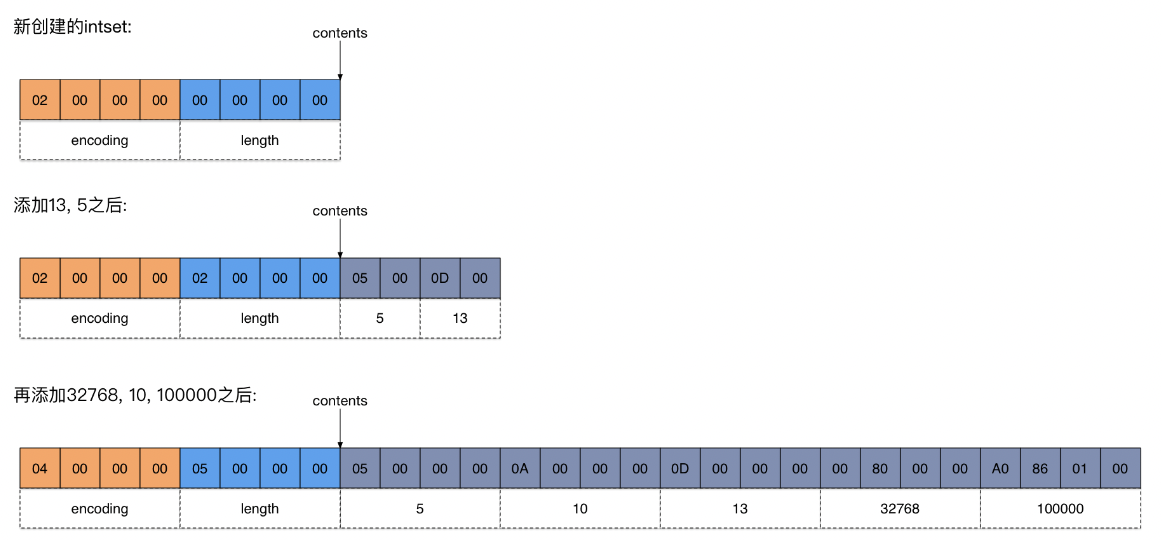 新创建的intset:
contents
02 00 00 00 00 00 00 00
encoding length
添加13, 5之后:
contents
02 00 00 00 02 00 00 00 05 00 0D 00
encoding length 5 13
再添加32768, 10, 100000之后:
contents
04 00 00 00 05 00 00 00 05 00 00 00 0A 00 00 00 0D 00 00 00 00 80 00 00 A0 86 01 00
encoding length 5 10 13 32768 100000